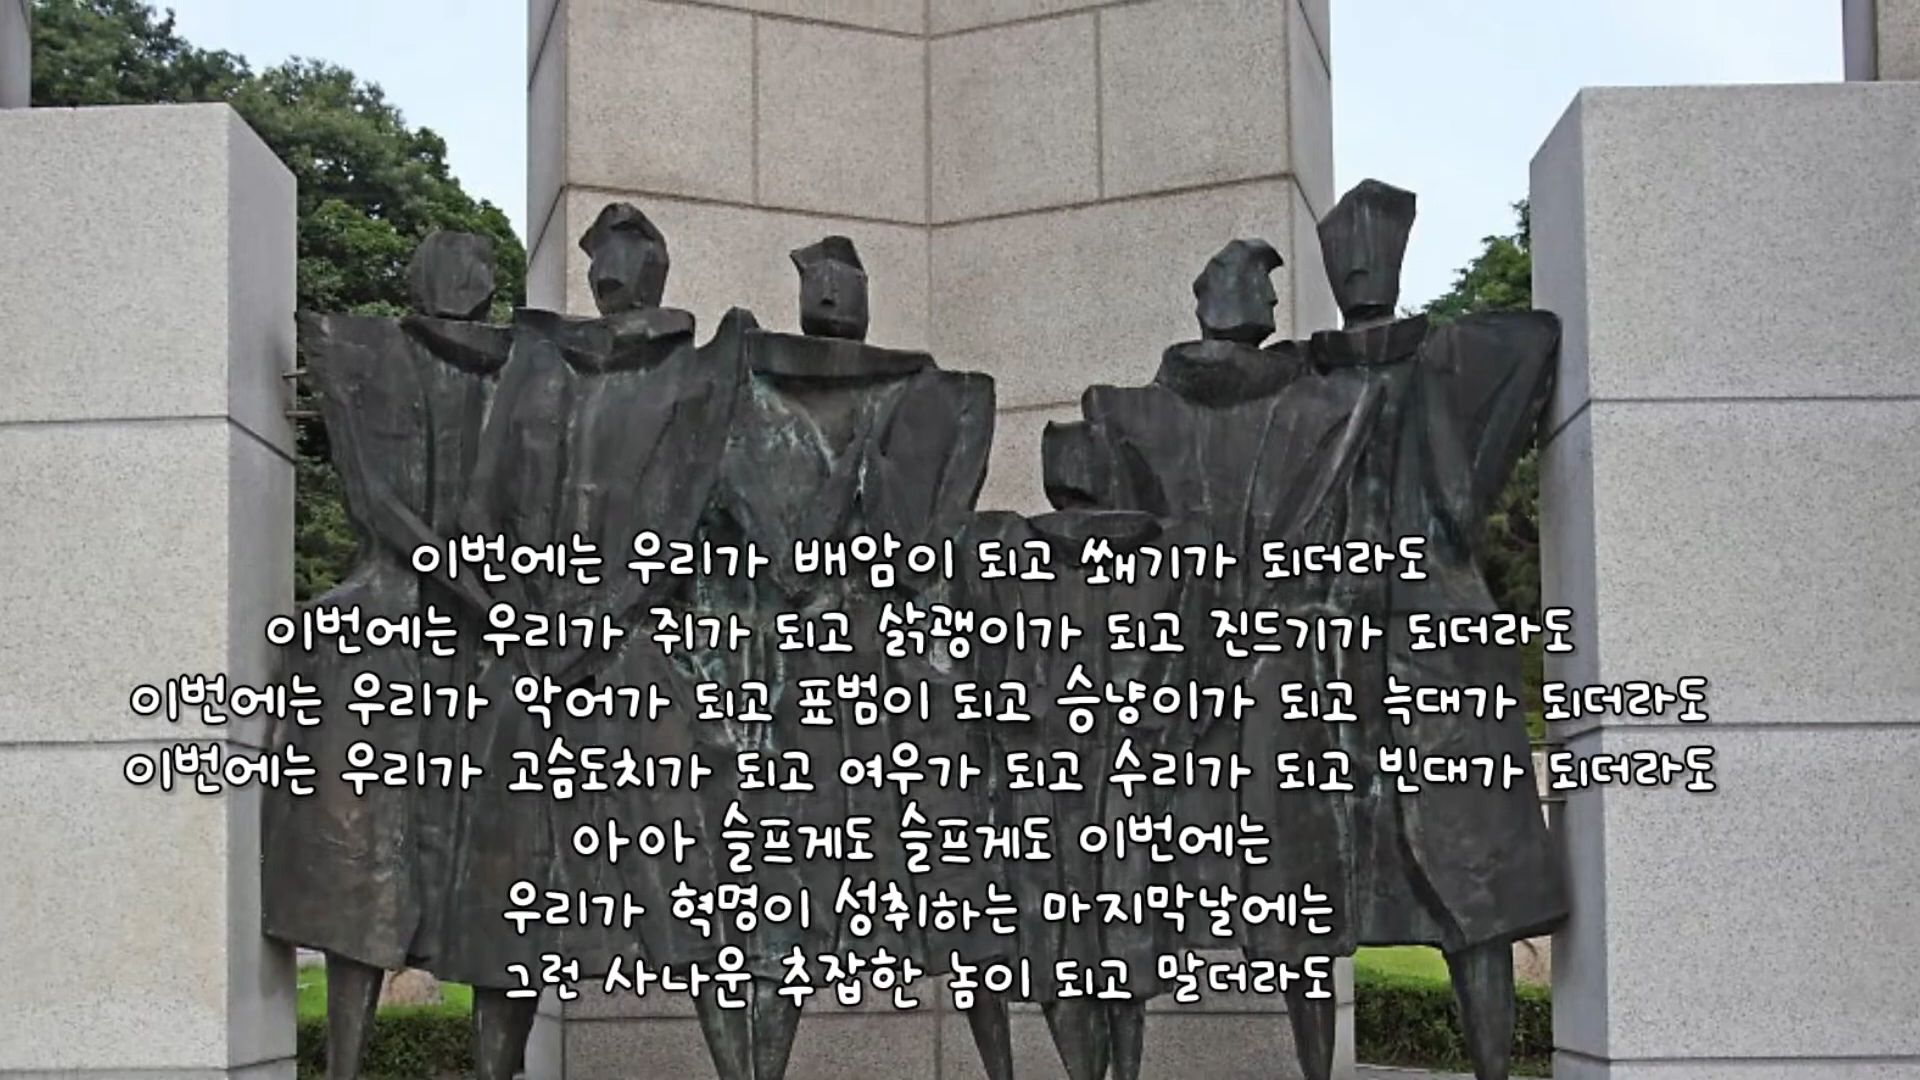 이번에는 우리가 배암이 되고 쐐기가 되더라도
이번에는 우리가 쥐가 되고 삵괭이가 되고 진드기가 되더라도
이번에는 우리가 악어가 되고 표범이 되고 승냥이가 되고 늑대가 되더라도
이번에는 우리가 고슴도치가 되고 여우가 되고 수리가 되고 빈대가 되더라도
아아 슬프게도 슬프게도 이번에는
우리가 혁명이 성취하는 마지막날에는
그런 사나운 추잡한 놈이 되고 말더라도